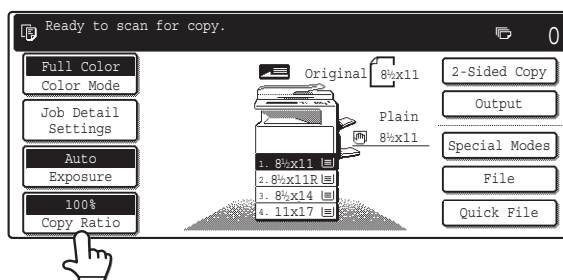 Ready to scan for copy.
0
Full Color
Color Mode
Job Detail
Settings
Auto
Exposure
100%
Copy Ratio
Original 8½x11
Plain
8½x11
1. 8½x11
2. 8½x11R
3. 8½x14
4. 11x17
2-Sided Copy
Output
Special Modes
File
Quick File